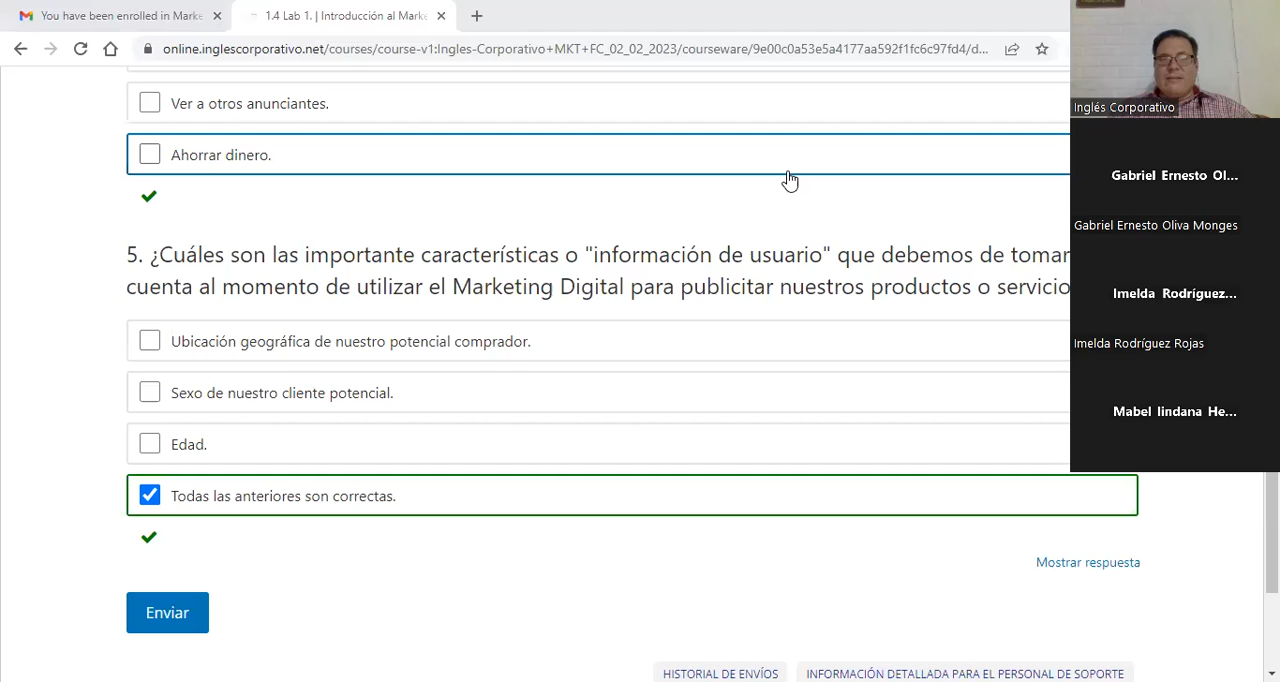 You have been enrolled in Marke
1.4 Lab 1. | Introducción al Marke
online.inglescorporativo.net/courses/course-v1:Ingles-Corporativo+MKT+FC_02_02_2023/courseware/9e00c0a53e5a4177aa592f1fc6c97fd4/d...
Ver a otros anunciantes.
Ahorrar dinero.
5. ¿Cuáles son las importante características o "información de usuario" que debemos de tomar
cuenta al momento de utilizar el Marketing Digital para publicitar nuestros productos o servicio
Ubicación geográfica de nuestro potencial comprador.
Sexo de nuestro cliente potencial.
Edad.
Todas las anteriores son correctas.
Mostrar respuesta
Enviar
HISTORIAL DE ENVÍOS
INFORMACIÓN DETALLADA PARA EL PERSONAL DE SOPORTE
Inglés Corporativo
Gabriel Ernesto Ol...
Gabriel Ernesto Oliva Monges
Imelda Rodríguez...
Imelda Rodríguez Rojas
Mabel lindana He...